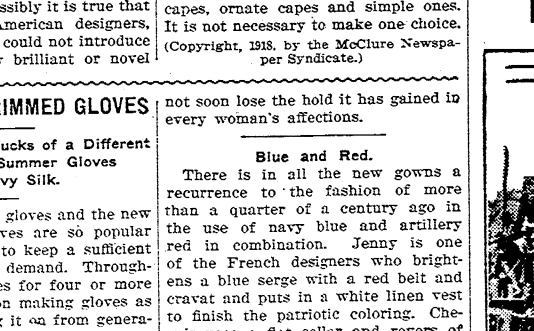 ssibly it is true that
American designers,
could not introduce
brilliant or novel
IMMED GLOVES
ucks of a Different
Summer Gloves
vy Silk.
gloves and the new
ves are so popular
to keep a sufficient
demand. Through-
es for four or more
on making gloves as
it on from genera-
capes, ornate capes and simple ones.
It is not necessary to make one choice.
(Copyright, 1918, by the McClure Newspa-
per Syndicate.)
not soon lose the hold it has gained in
every woman's affections.
Blue and Red.
There is in all the new gowns a
recurrence to the fashion of more
than a quarter of a century ago in
the use of navy blue and artillery
red in combination. Jenny is one
of the French designers who bright-
ens a blue serge with a red belt and
cravat and puts in a white linen vest
to finish the patriotic coloring. Che-